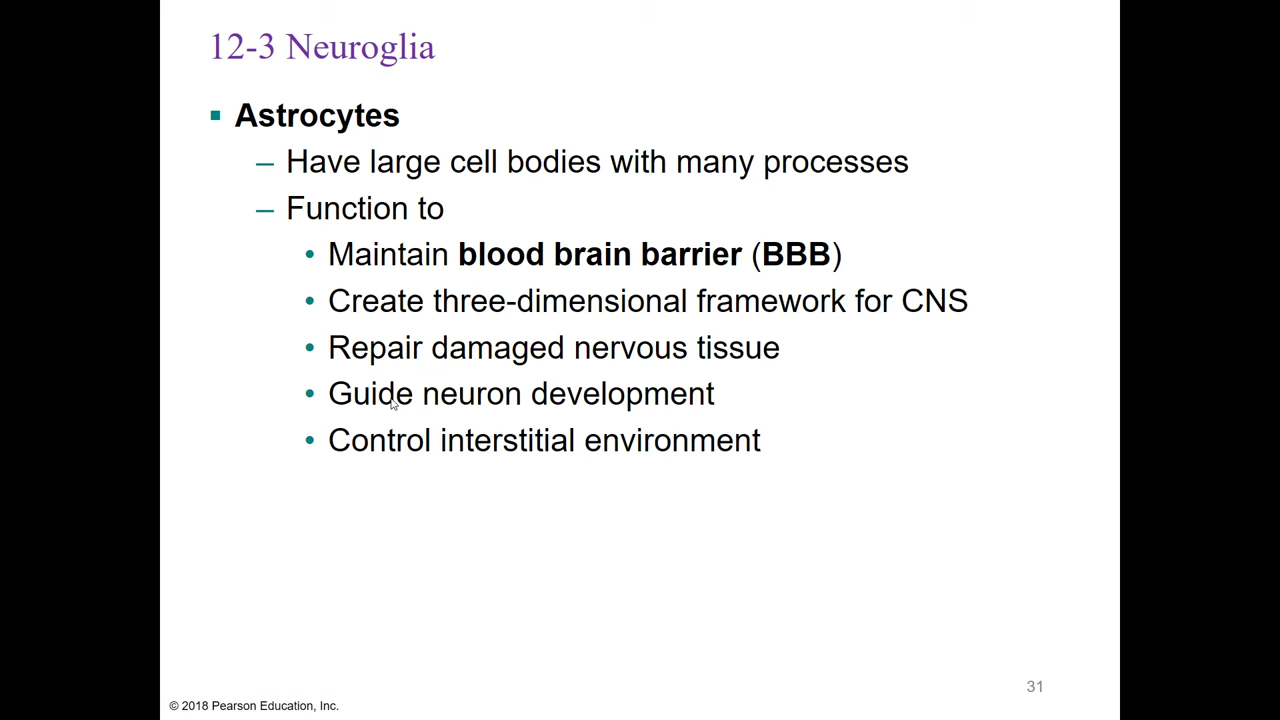 12-3 Neuroglia
▪ Astrocytes
– Have large cell bodies with many processes
– Function to
• Maintain blood brain barrier (BBB)
• Create three-dimensional framework for CNS
• Repair damaged nervous tissue
• Guide neuron development
• Control interstitial environment
31
© 2018 Pearson Education, Inc.